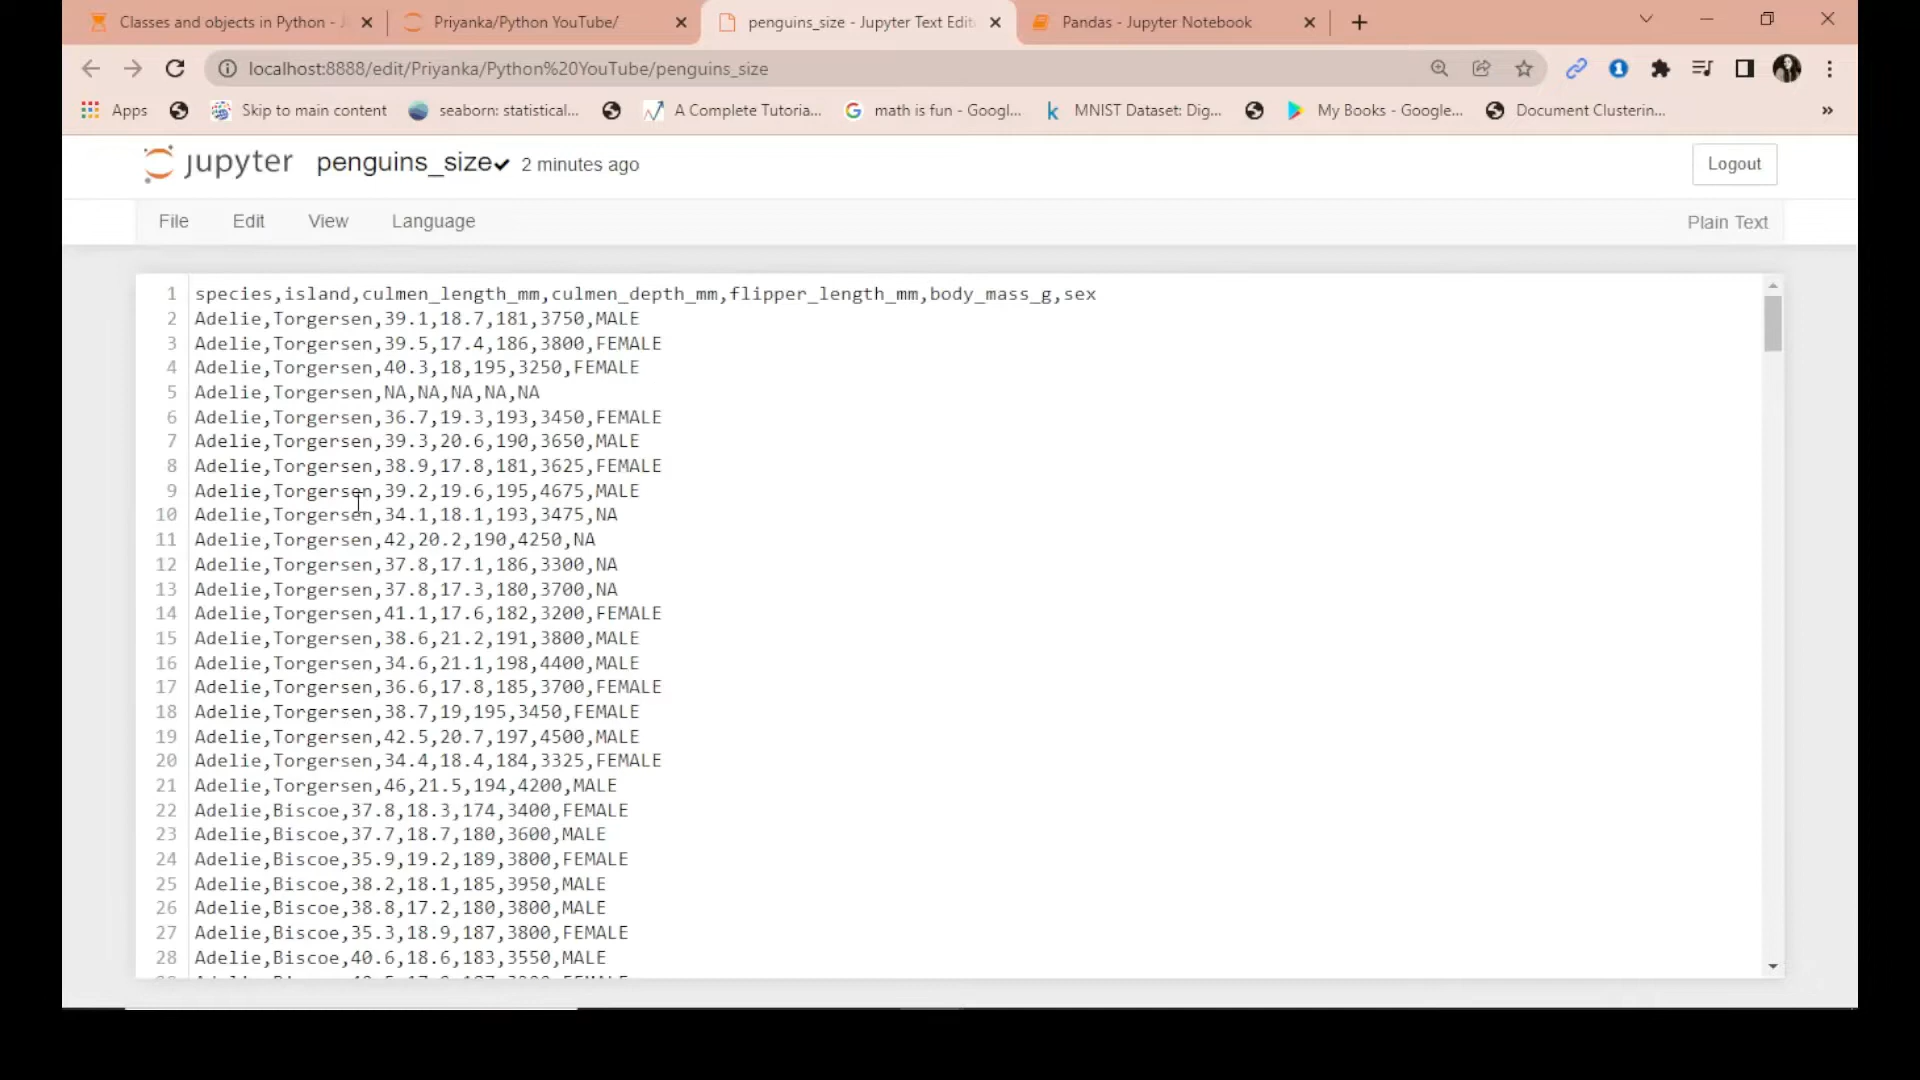 Classes and objects in Python - J
Priyanka/Python YouTube/
penguins_size - Jupyter Text Edit
Pandas - Jupyter Notebook
localhost:8888/edit/Priyanka/Python%20YouTube/penguins_size
Apps
Skip to main content
seaborn: statistical...
A Complete Tutoria...
math is fun - Googl...
MNIST Dataset: Dig...
My Books - Google...
Document Clusterin...
»
jupyter penguins_size 2 minutes ago
Logout
File Edit View Language
Plain Text
1 species,island,culmen_length_mm,culmen_depth_mm,flipper_length_mm,body_mass_g,sex
2 Adelie,Torgersen,39.1,18.7,181,3750,MALE
3 Adelie,Torgersen,39.5,17.4,186,3800,FEMALE
4 Adelie,Torgersen,40.3,18,195,3250,FEMALE
5 Adelie,Torgersen,NA,NA,NA,NA,NA
6 Adelie,Torgersen,36.7,19.3,193,3450,FEMALE
7 Adelie,Torgersen,39.3,20.6,190,3650,MALE
8 Adelie,Torgersen,38.9,17.8,181,3625,FEMALE
9 Adelie,Torgersen,39.2,19.6,195,4675,MALE
10 Adelie,Torgersen,34.1,18.1,193,3475,NA
11 Adelie,Torgersen,42,20.2,190,4250,NA
12 Adelie,Torgersen,37.8,17.1,186,3300,NA
13 Adelie,Torgersen,37.8,17.3,180,3700,NA
14 Adelie,Torgersen,41.1,17.6,182,3200,FEMALE
15 Adelie,Torgersen,38.6,21.2,191,3800,MALE
16 Adelie,Torgersen,34.6,21.1,198,4400,MALE
17 Adelie,Torgersen,36.6,17.8,185,3700,FEMALE
18 Adelie,Torgersen,38.7,19,195,3450,FEMALE
19 Adelie,Torgersen,42.5,20.7,197,4500,MALE
20 Adelie,Torgersen,34.4,18.4,184,3325,FEMALE
21 Adelie,Torgersen,46,21.5,194,4200,MALE
22 Adelie,Biscoe,37.8,18.3,174,3400,FEMALE
23 Adelie,Biscoe,37.7,18.7,180,3600,MALE
24 Adelie,Biscoe,35.9,19.2,189,3800,FEMALE
25 Adelie,Biscoe,38.2,18.1,185,3950,MALE
26 Adelie,Biscoe,38.8,17.2,180,3800,MALE
27 Adelie,Biscoe,35.3,18.9,187,3800,FEMALE
28 Adelie,Biscoe,40.6,18.6,183,3550,MALE